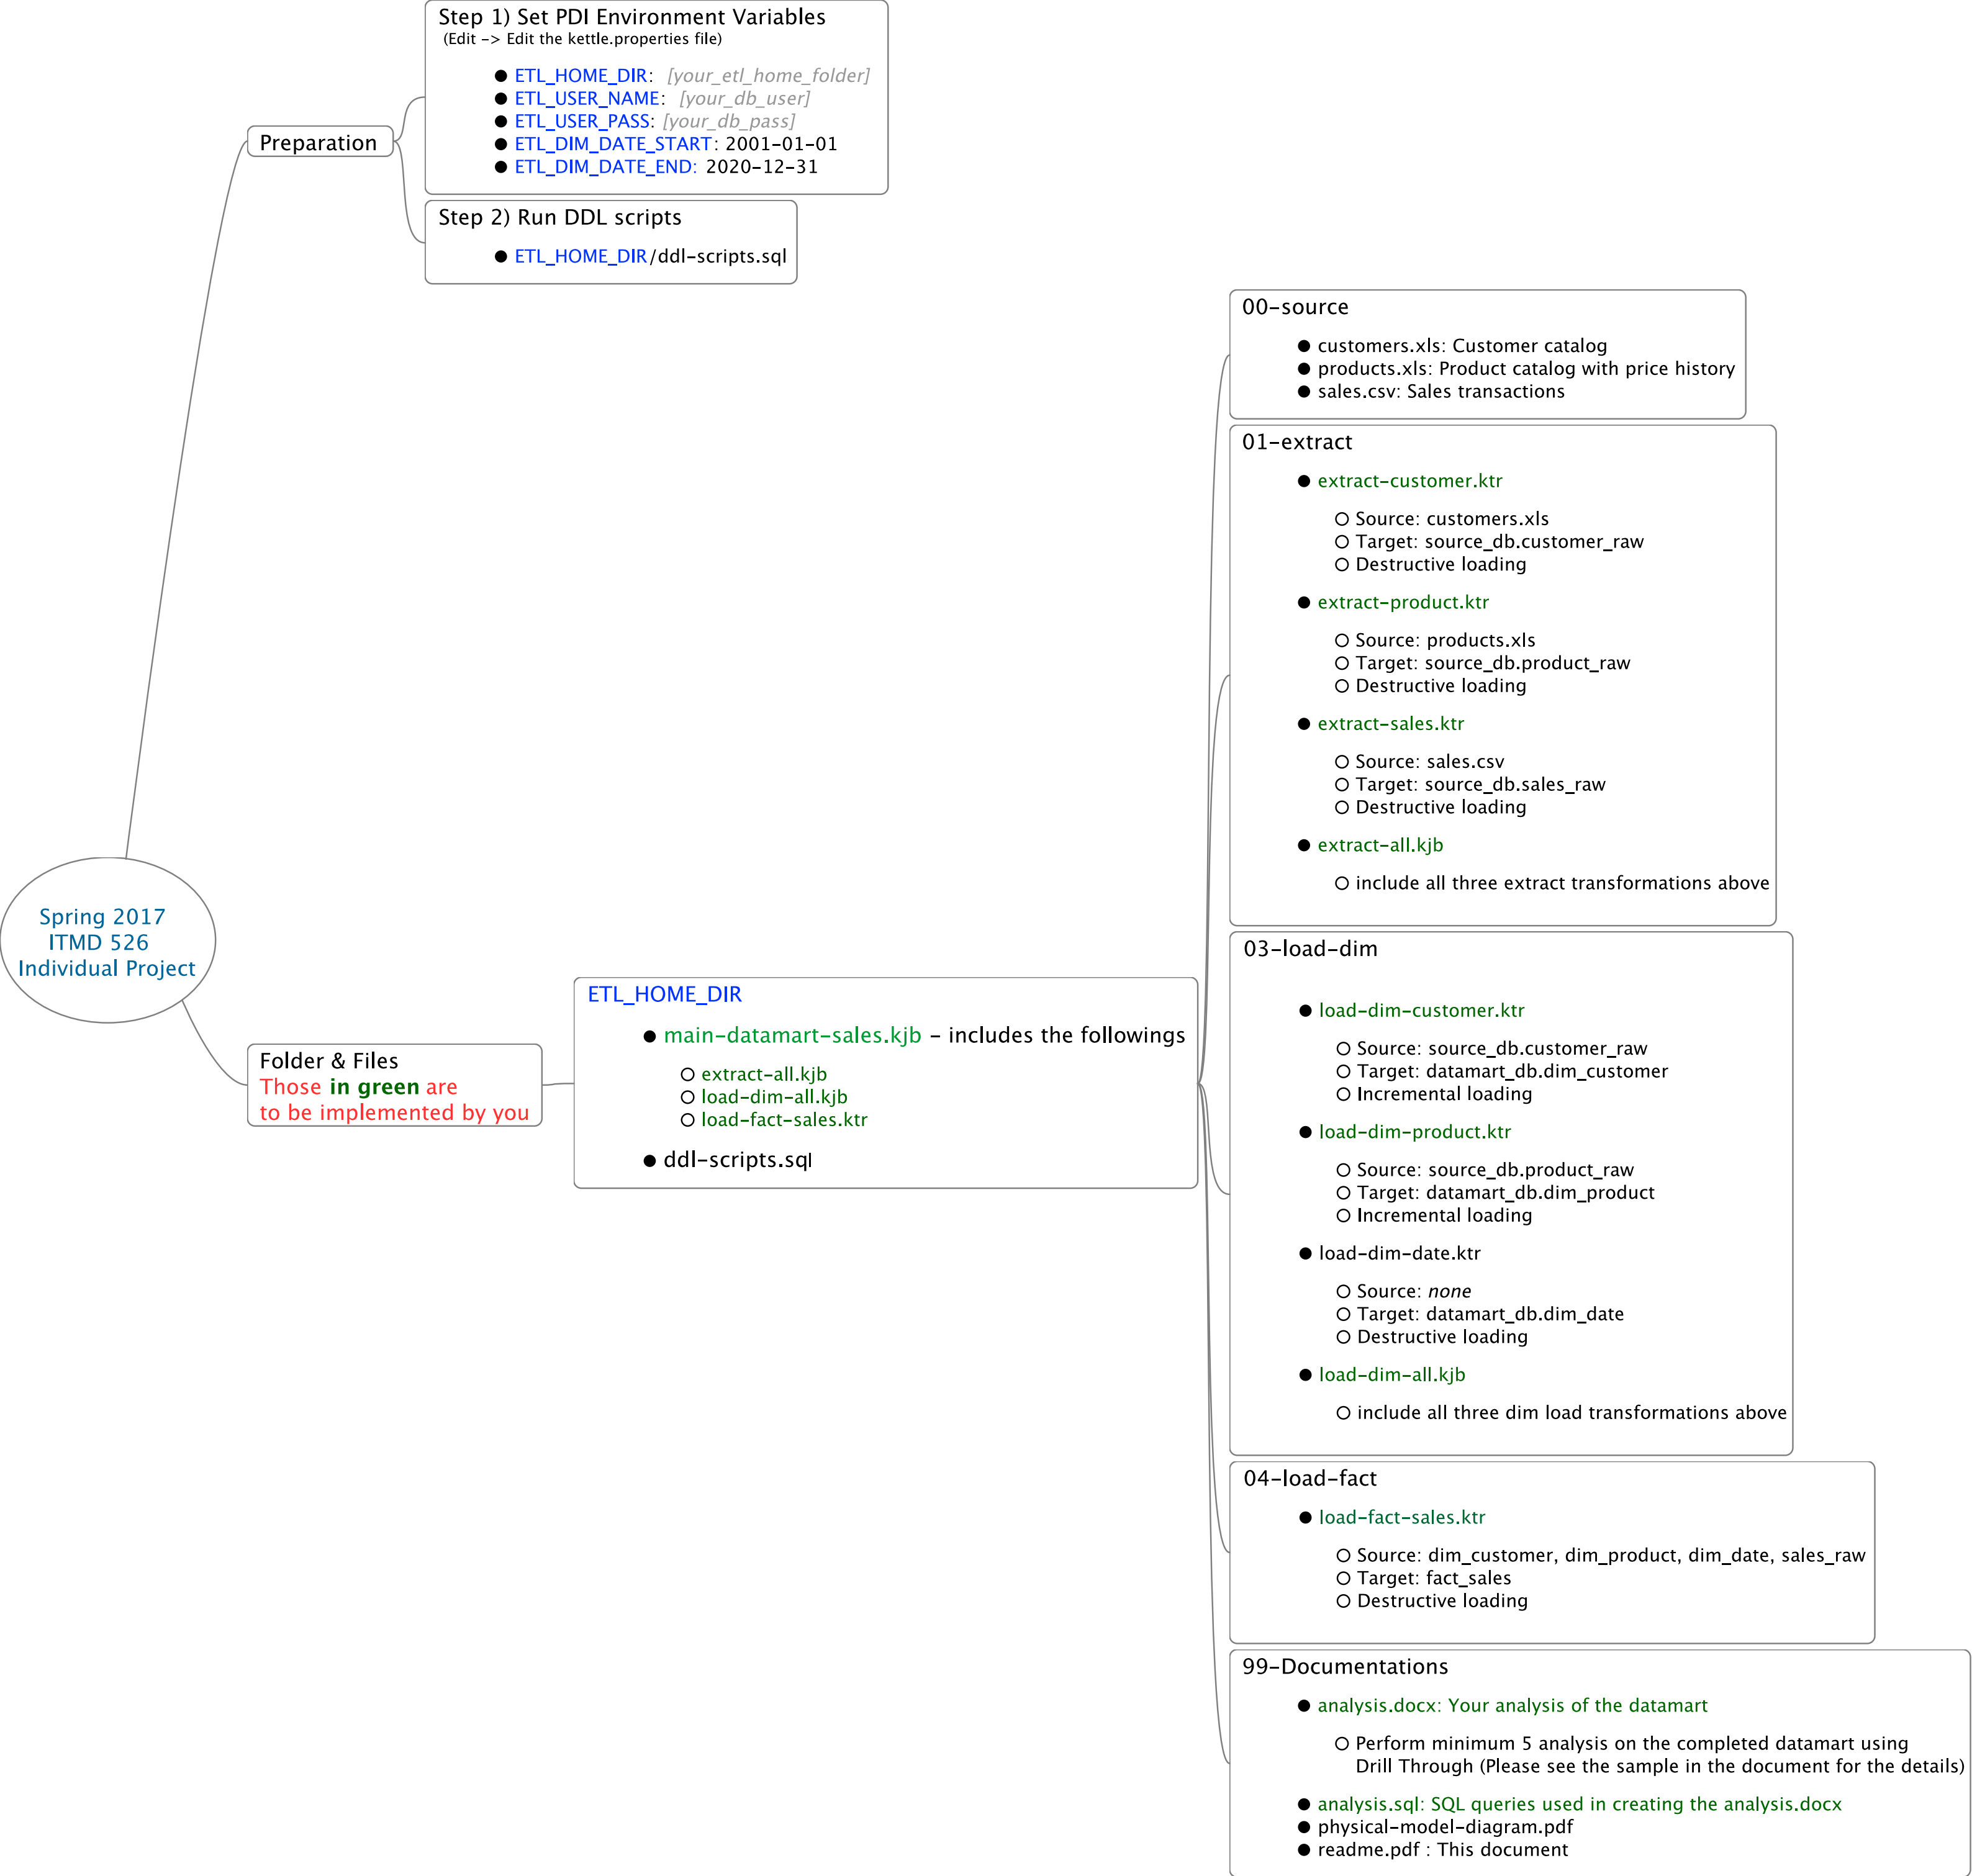 Step 1) Set PDI Environment Variables
(Edit -> Edit the kettle.properties file)
● ETL_HOME_DIR: [your_etl_home_folder]
● ETL_USER_NAME: [your_db_user]
● ETL_USER_PASS: [your_db_pass]
● ETL_DIM_DATE_START: 2001-01-01
● ETL_DIM_DATE_END: 2020-12-31
Preparation
Step 2) Run DDL scripts
● ETL_HOME_DIR/ddl-scripts.sql
Spring 2017
ITMD 526
Individual Project
Folder & Files
Those in green are
to be implemented by you
ETL_HOME_DIR
● main-datamart-sales.kjb - includes the followings
○ extract-all.kjb
○ load-dim-all.kjb
○ load-fact-sales.ktr
● ddl-scripts.sql
00-source
● customers.xls: Customer catalog
● products.xls: Product catalog with price history
● sales.csv: Sales transactions
01-extract
● extract-customer.ktr
○ Source: customers.xls
○ Target: source_db.customer_raw
○ Destructive loading
● extract-product.ktr
○ Source: products.xls
○ Target: source_db.product_raw
○ Destructive loading
● extract-sales.ktr
○ Source: sales.csv
○ Target: source_db.sales_raw
○ Destructive loading
● extract-all.kjb
○ include all three extract transformations above
03-load-dim
● load-dim-customer.ktr
○ Source: source_db.customer_raw
○ Target: datamart_db.dim_customer
○ Incremental loading
● load-dim-product.ktr
○ Source: source_db.product_raw
○ Target: datamart_db.dim_product
○ Incremental loading
● load-dim-date.ktr
○ Source: none
○ Target: datamart_db.dim_date
○ Destructive loading
● load-dim-all.kjb
○ include all three dim load transformations above
04-load-fact
● load-fact-sales.ktr
○ Source: dim_customer, dim_product, dim_date, sales_raw
○ Target: fact_sales
○ Destructive loading
99-Documentations
● analysis.docx: Your analysis of the datamart
○ Perform minimum 5 analysis on the completed datamart using
Drill Through (Please see the sample in the document for the details)
● analysis.sql: SQL queries used in creating the analysis.docx
● physical-model-diagram.pdf
● readme.pdf : This document